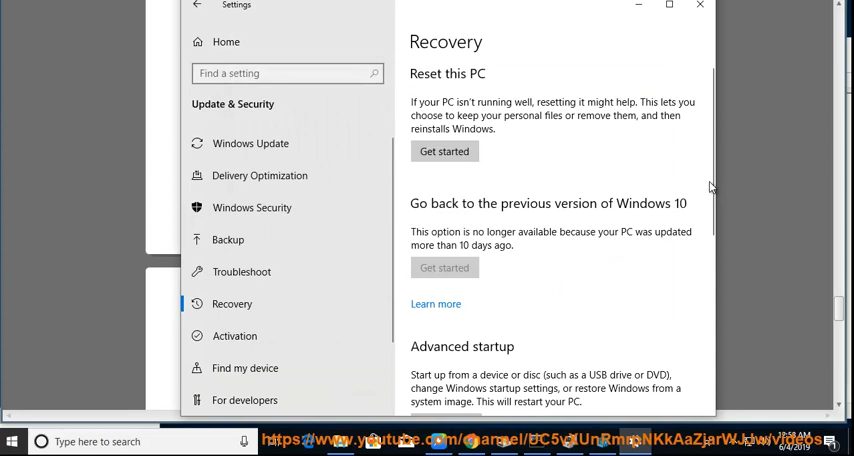 Settings
Home
Find a setting
Update & Security
Windows Update
Delivery Optimization
Windows Security
Backup
Troubleshoot
Recovery
Activation
Find my device
For developers
Recovery
Reset this PC
If your PC isn't running well, resetting it might help. This lets you
choose to keep your personal files or remove them, and then
reinstalls Windows.
Get started
Go back to the previous version of Windows 10
This option is no longer available because your PC was updated
more than 10 days ago.
Get started
Learn more
Advanced startup
Start up from a device or disc (such as a USB drive or DVD),
change Windows startup settings, or restore Windows from a
system image. This will restart your PC.
Type here to search
6/4/2019